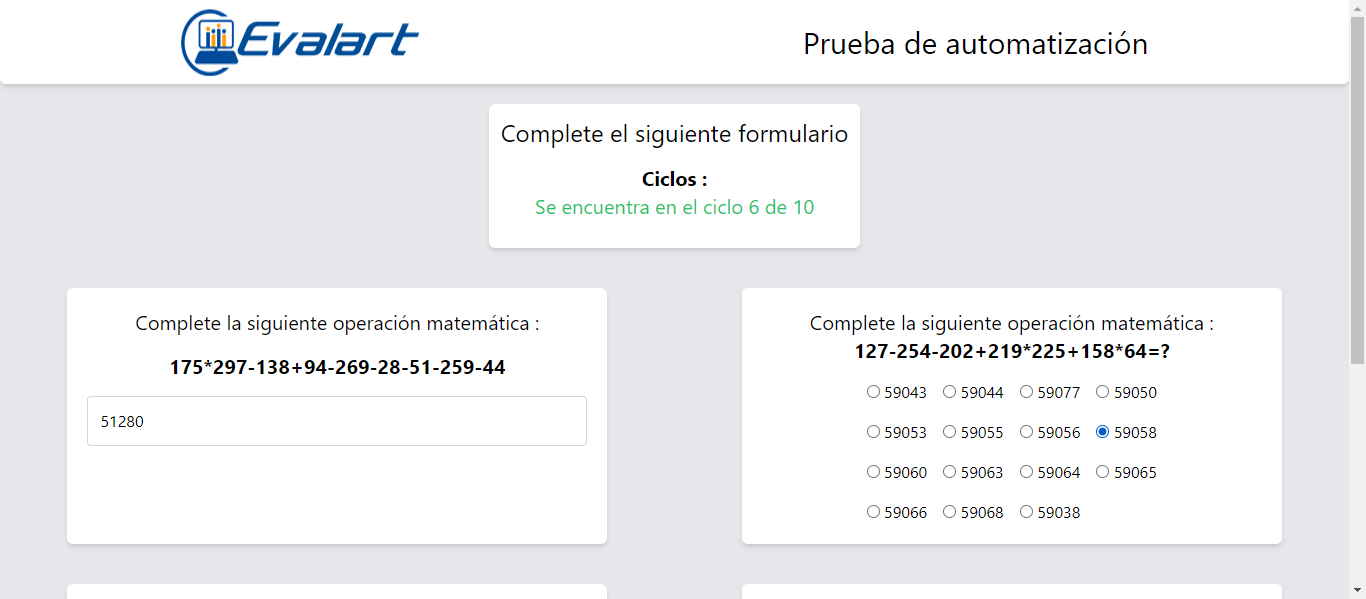 Evalart
Prueba de automatización
Complete el siguiente formulario
Ciclos :
Se encuentra en el ciclo 6 de 10
Complete la siguiente operación matemática :
175*297-138+94-269-28-51-259-44
51280
Complete la siguiente operación matemática :
127-254-202+219*225+158*64=?
59043 59044 59077 59050
59053 59055 59056 59058
59060 59063 59064 59065
59066 59068 59038